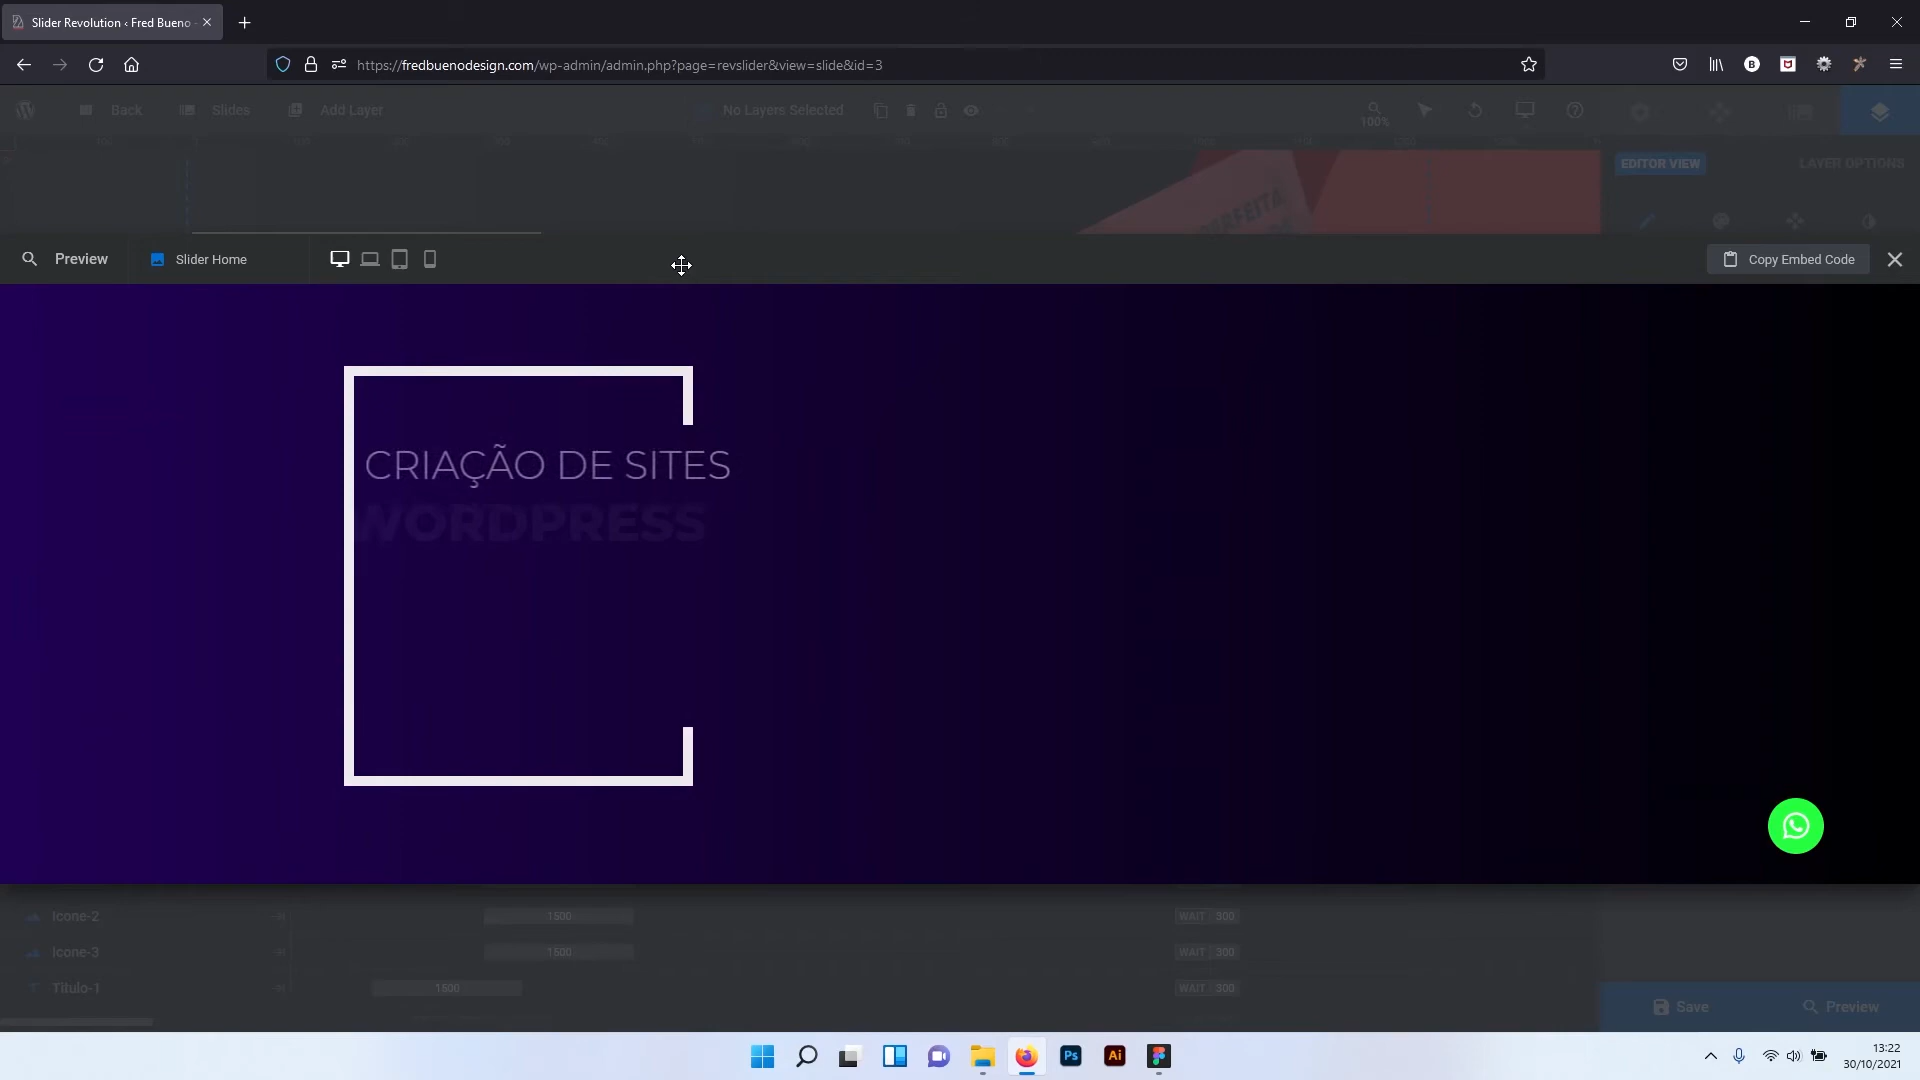 Slider Revolution ‹ Fred Bueno -
https://fredbuenodesign.com/wp-admin/admin.php?page=revslider&view=slide&id=3
Back
Slides
Add Layer
No Layers Selected
100%
EDITOR VIEW
LAYER OPTIONS
Preview
Slider Home
Copy Embed Code
CRIAÇÃO DE SITES
WORDPRESS
Icone-2
1500
WAIT 300
Icone-3
1500
WAIT 300
Titulo-1
1500
WAIT 300
Save
Preview
Ps
Ai
13:22
30/10/2021